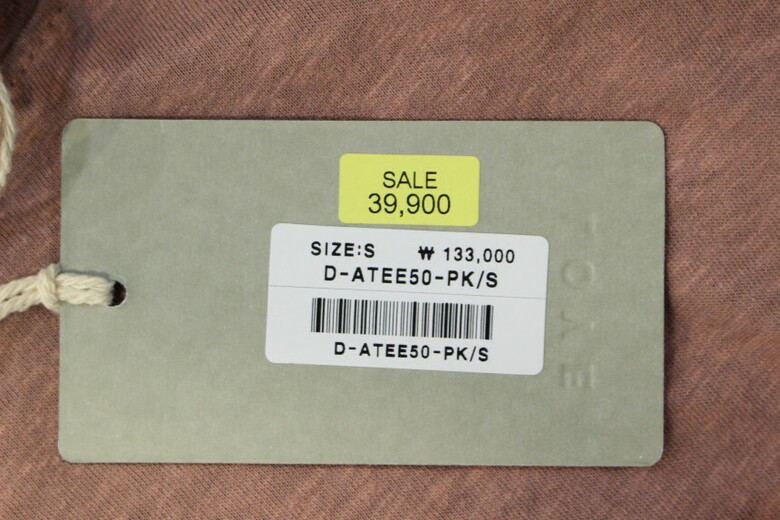 SALE
39,900
SIZE:S ₩ 133,000
D-ATEE50-PK/S
D-ATEE50-PK/S